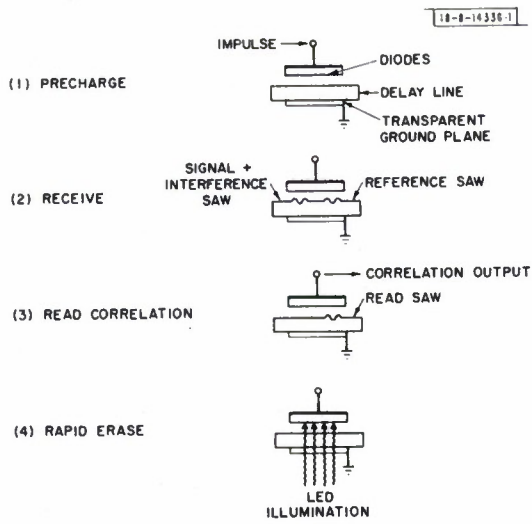 18-8-14336-1
IMPULSE
DIODES
(1) PRECHARGE
DELAY LINE
TRANSPARENT
GROUND PLANE
SIGNAL +
INTERFERENCE
SAW
REFERENCE SAW
(2) RECEIVE
CORRELATION OUTPUT
READ SAW
(3) READ CORRELATION
(4) RAPID ERASE
LED
ILLUMINATION